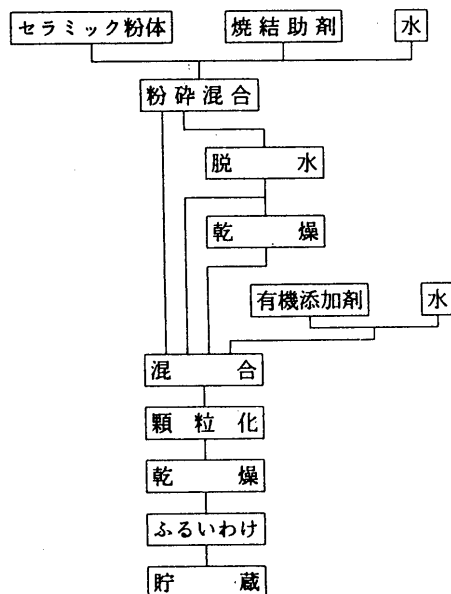 セラミック粉体
焼結助剤
水
粉砕混合
脱水
乾燥
有機添加剤
水
混合
顆粒化
乾燥
ふるいわけ
貯蔵